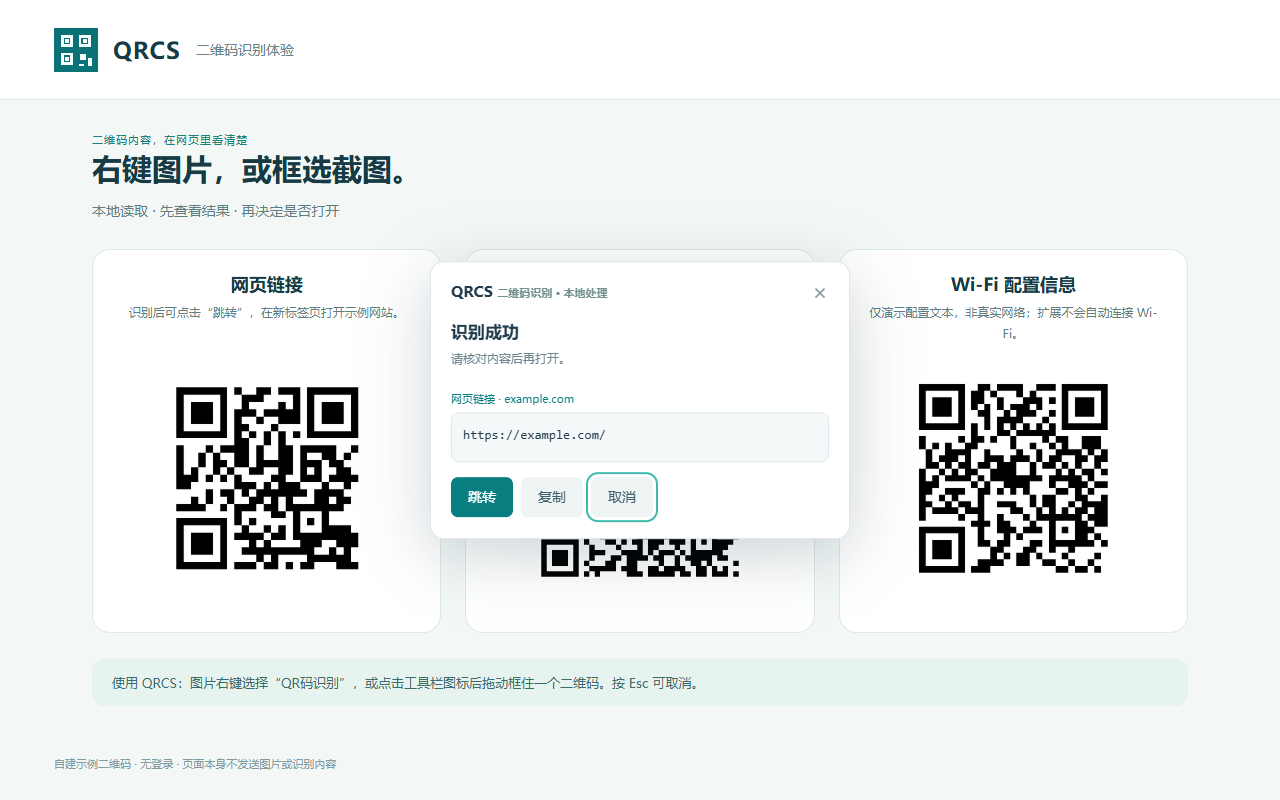 QRCS 二维码识别体验
二维码内容，在网页里看清楚
右键图片，或框选截图。
本地读取 · 先查看结果 · 再决定是否打开
网页链接
识别后可点击“跳转”，在新标签页打开示例网站。
QRCS 二维码识别 • 本地处理
×
识别成功
请核对内容后再打开。
网页链接 · example.com
https://example.com/
跳转 复制 取消
Wi-Fi 配置信息
仅演示配置文本，非真实网络；扩展不会自动连接 Wi-
Fi。
使用 QRCS：图片右键选择“QR码识别”，或点击工具栏图标后拖动框住一个二维码。按 Esc 可取消。
自建示例二维码 · 无登录 · 页面本身不发送图片或识别内容